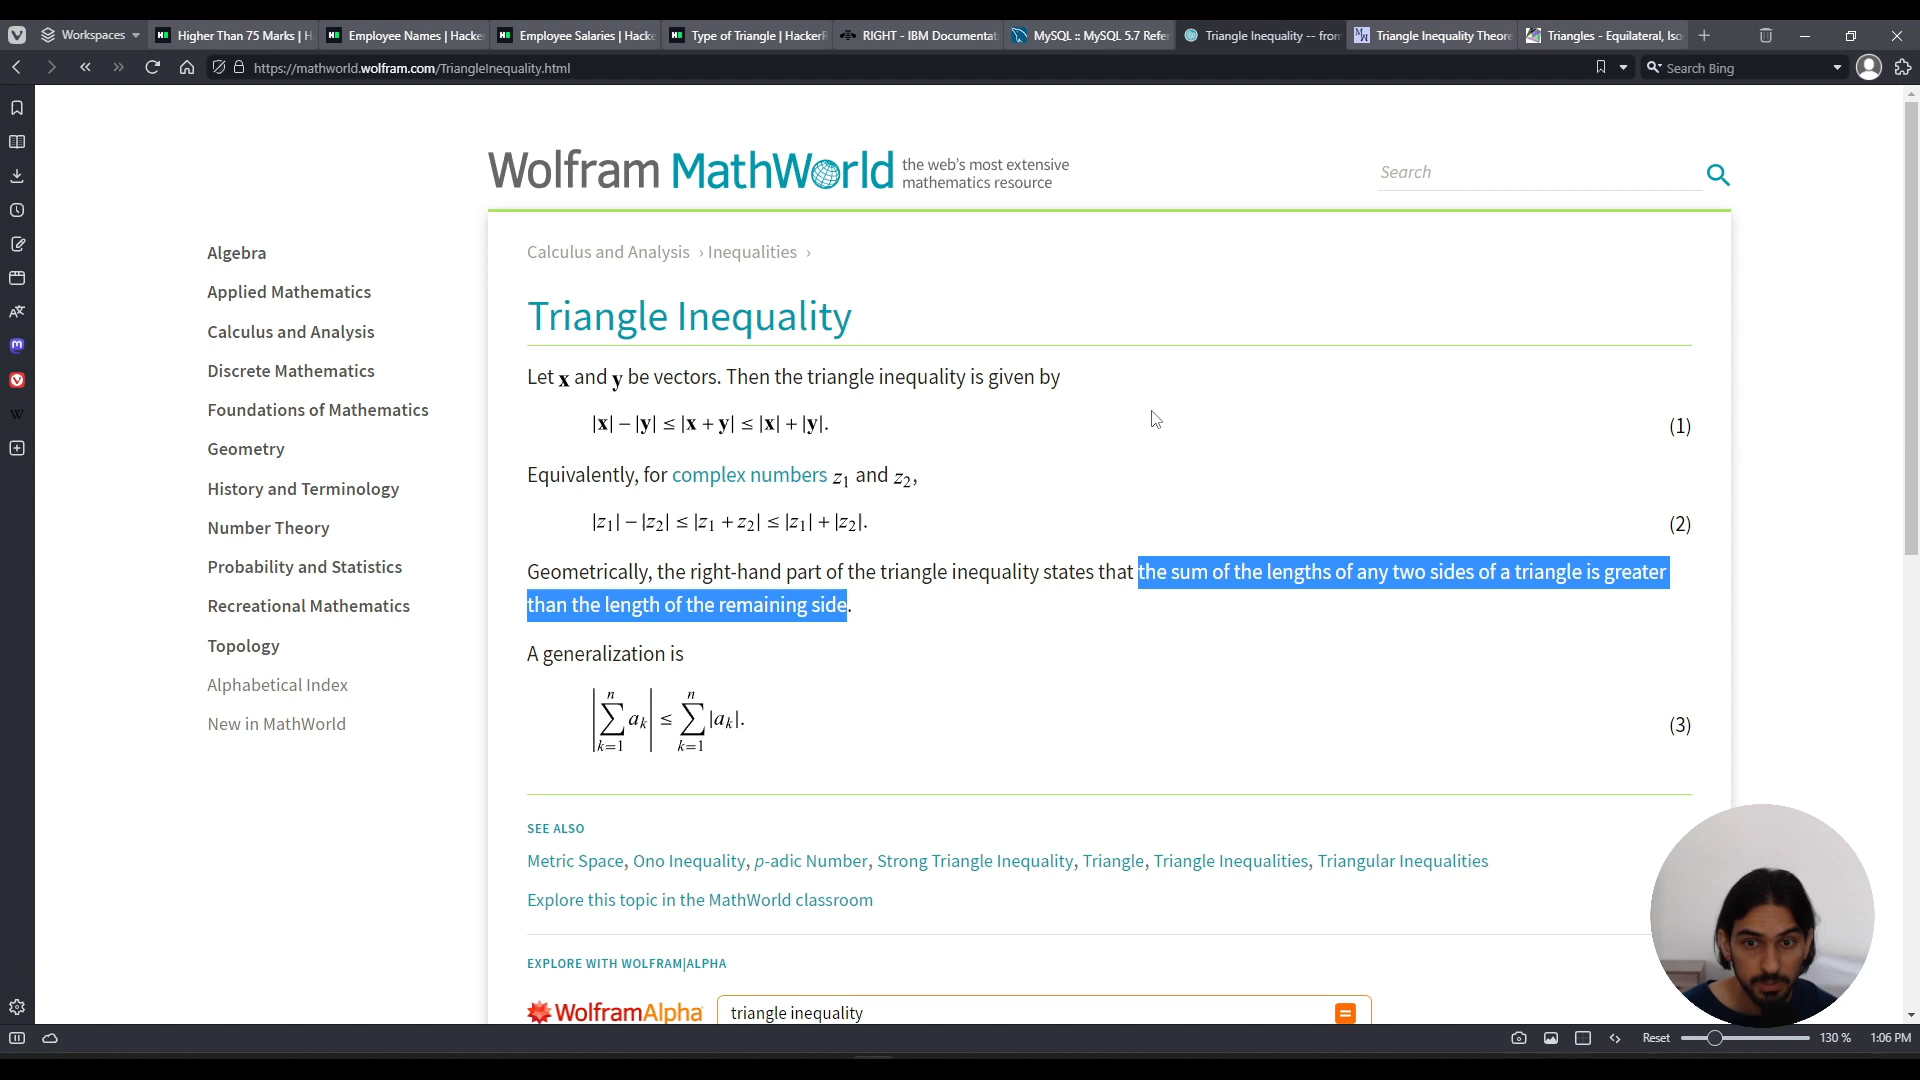 Workspaces
Higher Than 75 Marks | H
Employee Names | Hacke
Employee Salaries | Hacke
Type of Triangle | HackerR
RIGHT - IBM Documentat
MySQL :: MySQL 5.7 Refe
Triangle Inequality -- from
Triangle Inequality Theore
Triangles - Equilateral, Iso
https://mathworld.wolfram.com/TriangleInequality.html
Search Bing
Wolfram MathWorld
the web's most extensive
mathematics resource
Search
Algebra
Applied Mathematics
Calculus and Analysis
Discrete Mathematics
Foundations of Mathematics
Geometry
History and Terminology
Number Theory
Probability and Statistics
Recreational Mathematics
Topology
Alphabetical Index
New in MathWorld
Calculus and Analysis › Inequalities ›
Triangle Inequality
Let x and y be vectors. Then the triangle inequality is given by
|x| − |y| ≤ |x + y| ≤ |x| + |y|. (1)
Equivalently, for complex numbers z₁ and z₂,
|z₁| − |z₂| ≤ |z₁ + z₂| ≤ |z₁| + |z₂|. (2)
Geometrically, the right-hand part of the triangle inequality states that the sum of the lengths of any two sides of a triangle is greater
than the length of the remaining side.
A generalization is
|∑ₖ₌₁ⁿ aₖ| ≤ ∑ₖ₌₁ⁿ |aₖ|. (3)
SEE ALSO
Metric Space, Ono Inequality, p-adic Number, Strong Triangle Inequality, Triangle, Triangle Inequalities, Triangular Inequalities
Explore this topic in the MathWorld classroom
EXPLORE WITH WOLFRAM|ALPHA
WolframAlpha
triangle inequality
Reset
130 %
1:06 PM